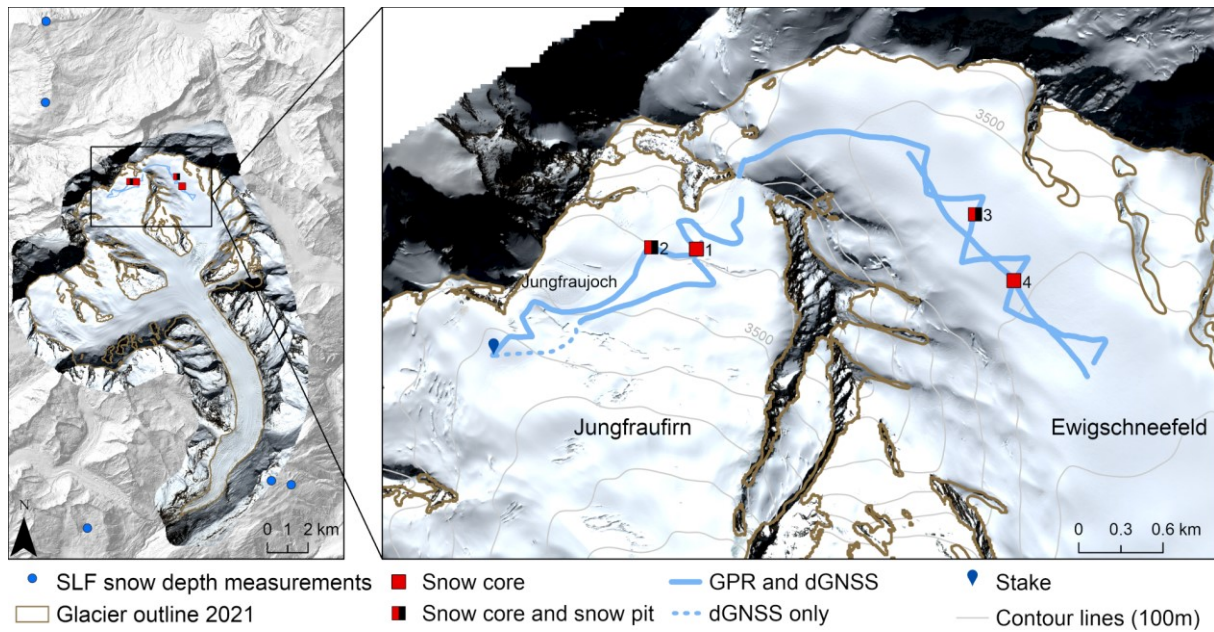 N
0 1 2 km
3500
3
2
1
4
Jungfraujoch
3500
Jungfraufirn
Ewigschneefeld
0 0.3 0.6 km
SLF snow depth measurements
Snow core
GPR and dGNSS
Stake
Glacier outline 2021
Snow core and snow pit
dGNSS only
Contour lines (100m)